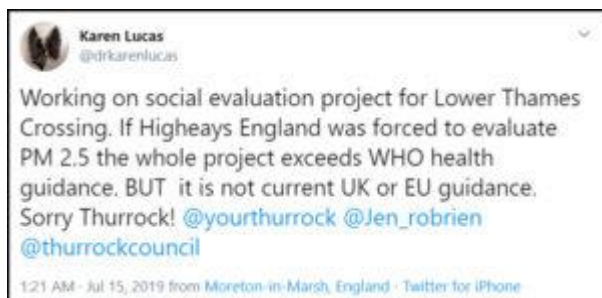 Karen Lucas
@drkarenlucas
Working on social evaluation project for Lower Thames
Crossing. If Higheays England was forced to evaluate
PM 2.5 the whole project exceeds WHO health
guidance. BUT it is not current UK or EU guidance.
Sorry Thurrock! @yourthurrock @Jen_robrien
@thurrockcouncil
1:21 AM · Jul 15, 2019 from Moreton-in-Marsh, England · Twitter for iPhone